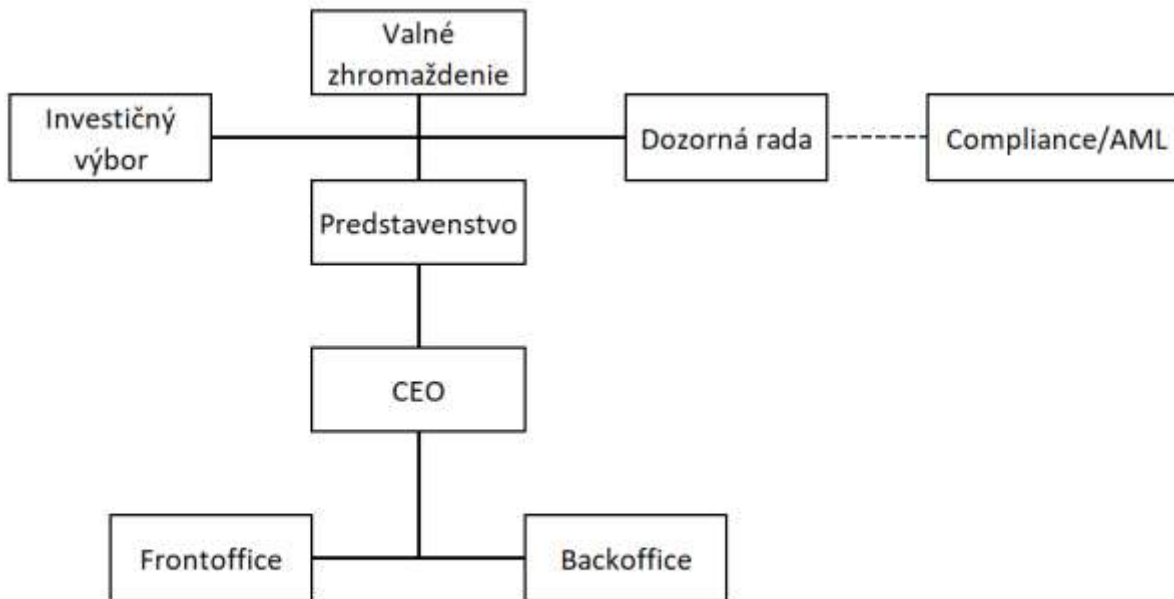 Valné
zhromaždenie
Investičný
výbor
Dozorná rada
Compliance/AML
Predstavenstvo
CEO
Frontoffice
Backoffice